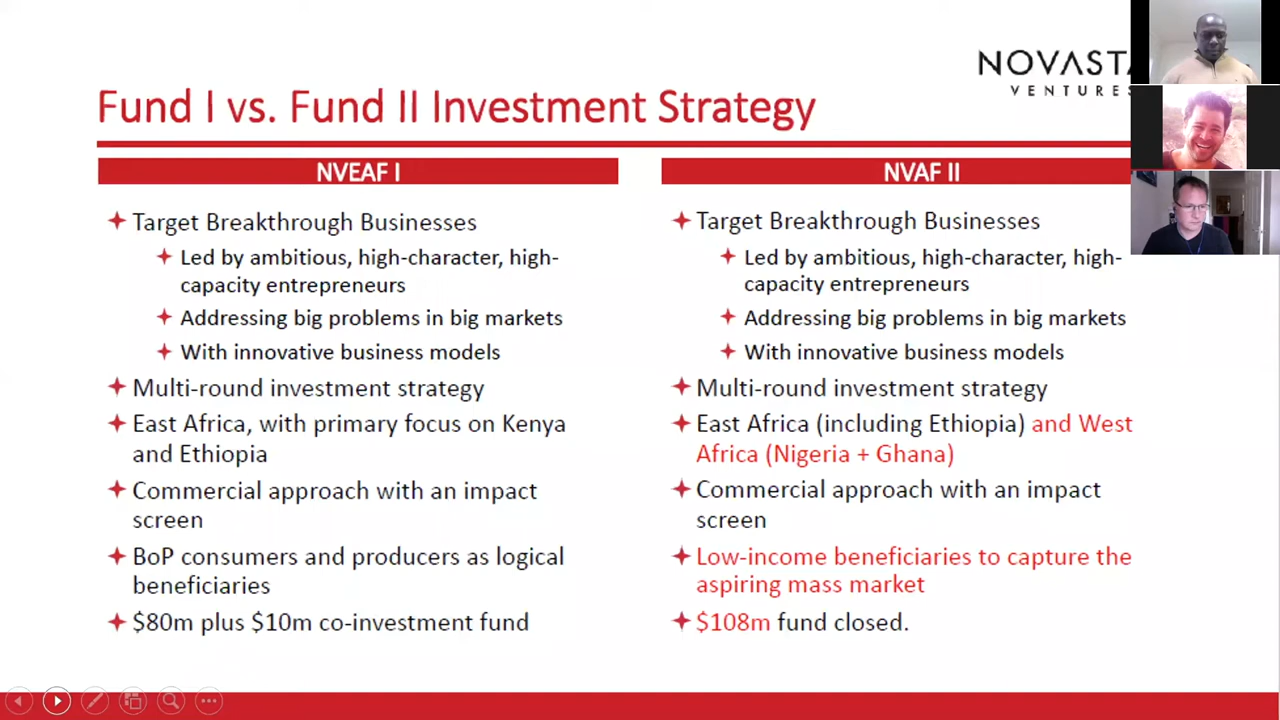 NOVASTA
VENTURES
Fund I vs. Fund II Investment Strategy
NVEAF I
Target Breakthrough Businesses
Led by ambitious, high-character, high-
capacity entrepreneurs
Addressing big problems in big markets
With innovative business models
Multi-round investment strategy
East Africa, with primary focus on Kenya
and Ethiopia
Commercial approach with an impact
screen
BoP consumers and producers as logical
beneficiaries
$80m plus $10m co-investment fund
NVAF II
Target Breakthrough Businesses
Led by ambitious, high-character, high-
capacity entrepreneurs
Addressing big problems in big markets
With innovative business models
Multi-round investment strategy
East Africa (including Ethiopia) and West
Africa (Nigeria + Ghana)
Commercial approach with an impact
screen
Low-income beneficiaries to capture the
aspiring mass market
$108m fund closed.